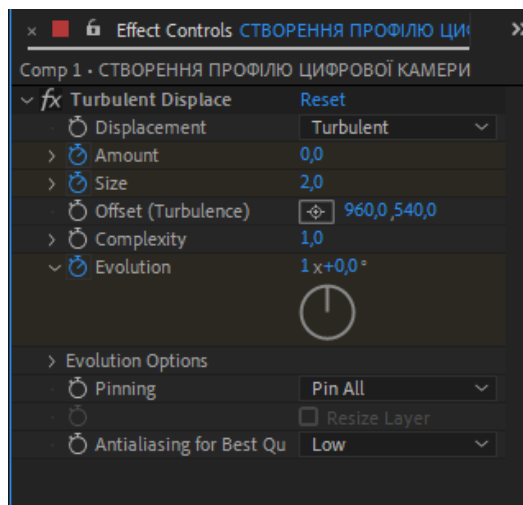 Effect Controls СТВОРЕННЯ ПРОФІЛЮ ЦИ
Comp 1 • СТВОРЕННЯ ПРОФІЛЮ ЦИФРОВОЇ КАМЕРИ
fx Turbulent Displace Reset
Displacement Turbulent
Amount 0,0
Size 2,0
Offset (Turbulence) 960,0 ,540,0
Complexity 1,0
Evolution 1 x+0,0 °
Evolution Options
Pinning Pin All
Resize Layer
Antialiasing for Best Qu Low